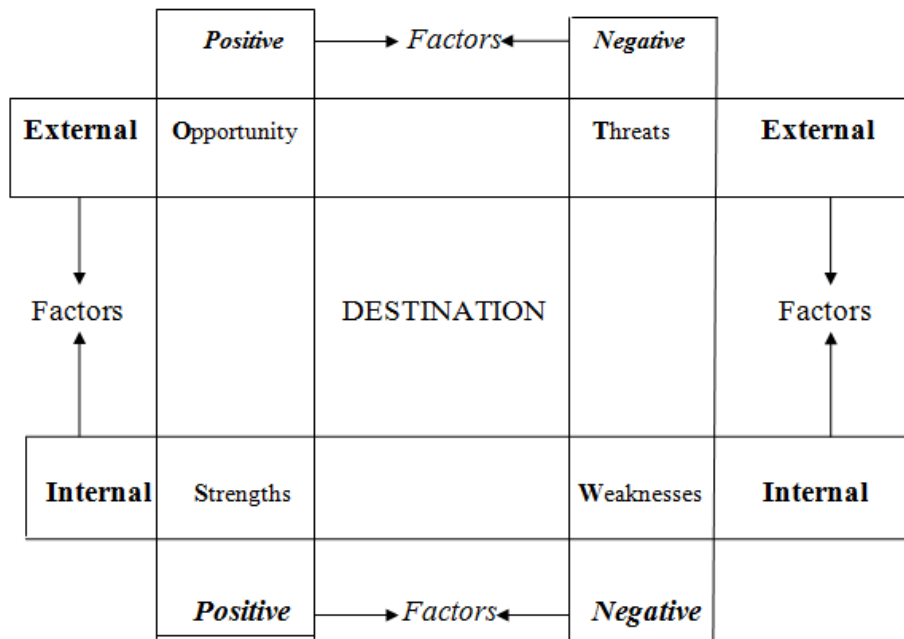 Positive Factors Negative
External Opportunity Threats External
Factors DESTINATION Factors
Internal Strengths Weaknesses Internal
Positive Factors Negative